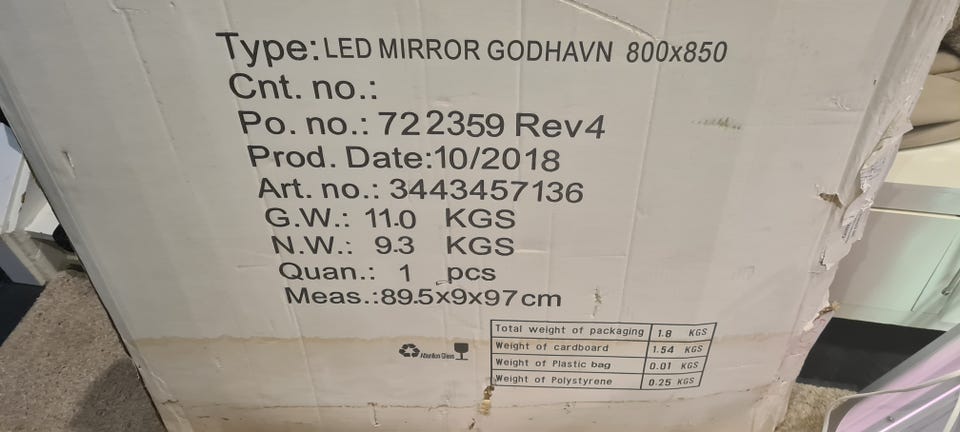 Type: LED MIRROR GODHAVN 800x850
Cnt. no.:
Po. no.: 722359 Rev4
Prod. Date:10/2018
Art. no.: 3443457136
G.W.: 11.0 KGS
N.W.: 9.3 KGS
Quan.: 1 pcs
Meas.:89.5x9x97cm
Total weight of packaging 1.8 KGS
Weight of cardboard 1.54 KGS
Weight of Plastic bag 0.01 KGS
Weight of Polystyrene 0.25 KGS